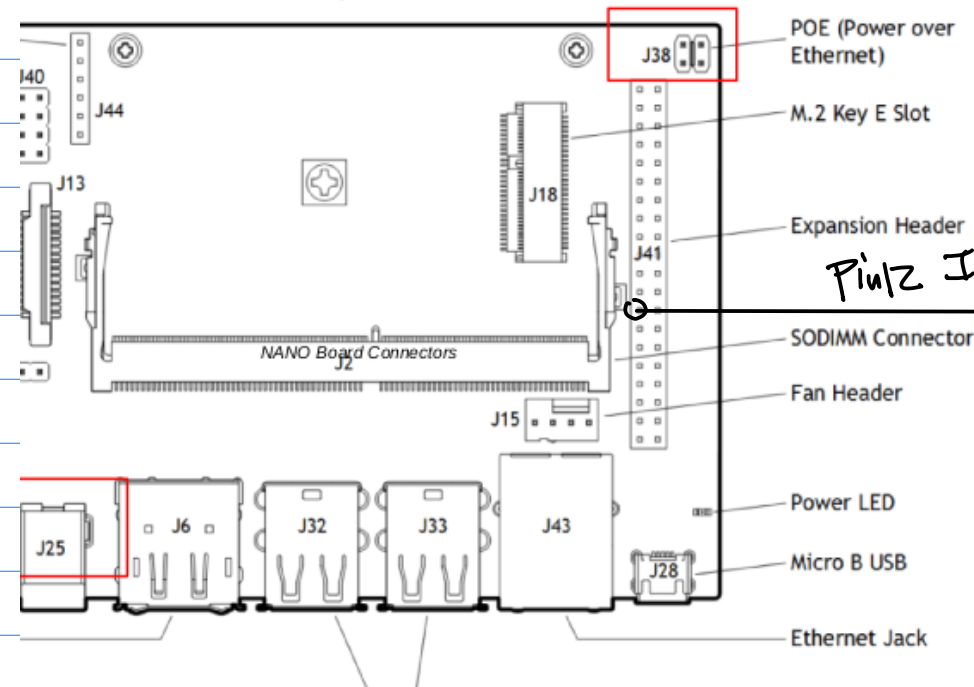 POE (Power over
Ethernet)
J38
J40
J44
M.2 Key E Slot
J13
J18
Expansion Header
J41
SODIMM Connector
NANO Board Connectors
J2
Fan Header
J15
Power LED
J25
J6
J32
J33
J43
Micro B USB
J28
Ethernet Jack